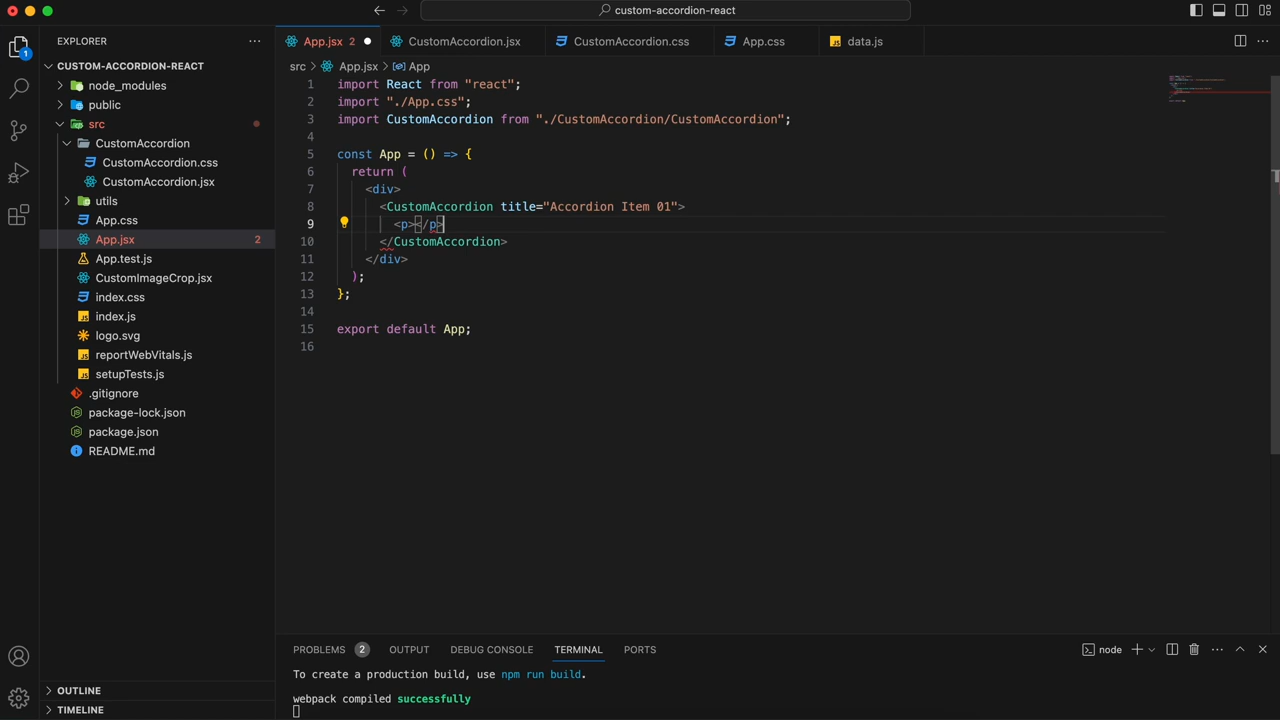 custom-accordion-react
EXPLORER
App.jsx 2
CustomAccordion.jsx
CustomAccordion.css
App.css
data.js
CUSTOM-ACCORDION-REACT
src > App.jsx > App
node_modules
public
src
CustomAccordion
CustomAccordion.css
CustomAccordion.jsx
utils
App.css
App.jsx 2
App.test.js
CustomImageCrop.jsx
index.css
index.js
logo.svg
reportWebVitals.js
setupTests.js
.gitignore
package-lock.json
package.json
README.md
OUTLINE
TIMELINE
1
1 import React from "react";
2 import "./App.css";
3 import CustomAccordion from "./CustomAccordion/CustomAccordion";
4
5 const App = () => {
6 return (
7 <div>
8 <CustomAccordion title="Accordion Item 01">
9 <p></p>
10 </CustomAccordion>
11 </div>
12 );
13 };
14
15 export default App;
16
PROBLEMS 2 OUTPUT DEBUG CONSOLE TERMINAL PORTS
node
To create a production build, use npm run build.
webpack compiled successfully